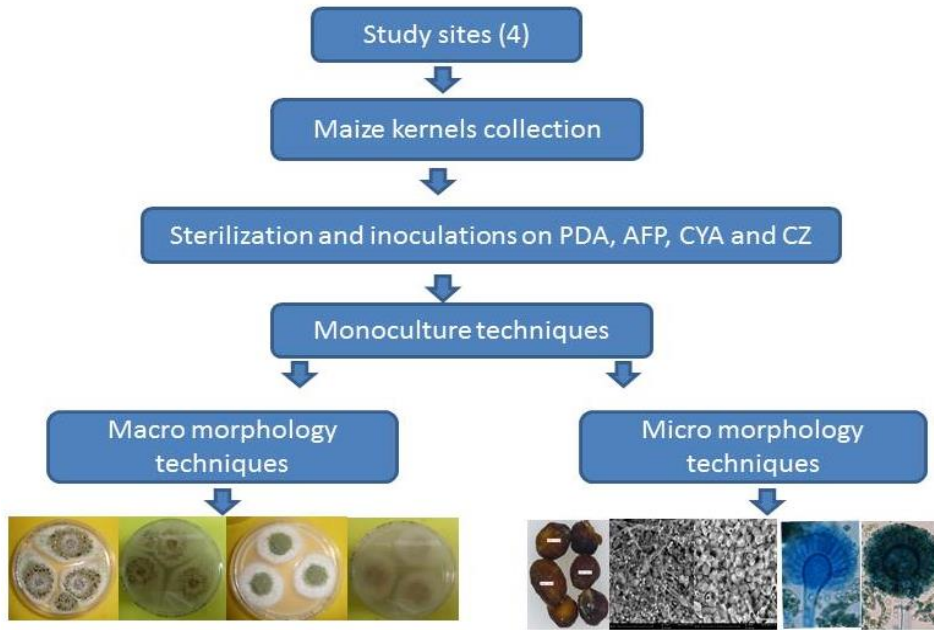 Study sites (4)
Maize kernels collection
Sterilization and inoculations on PDA, AFP, CYA and CZ
Monoculture techniques
Macro morphology
techniques
Micro morphology
techniques